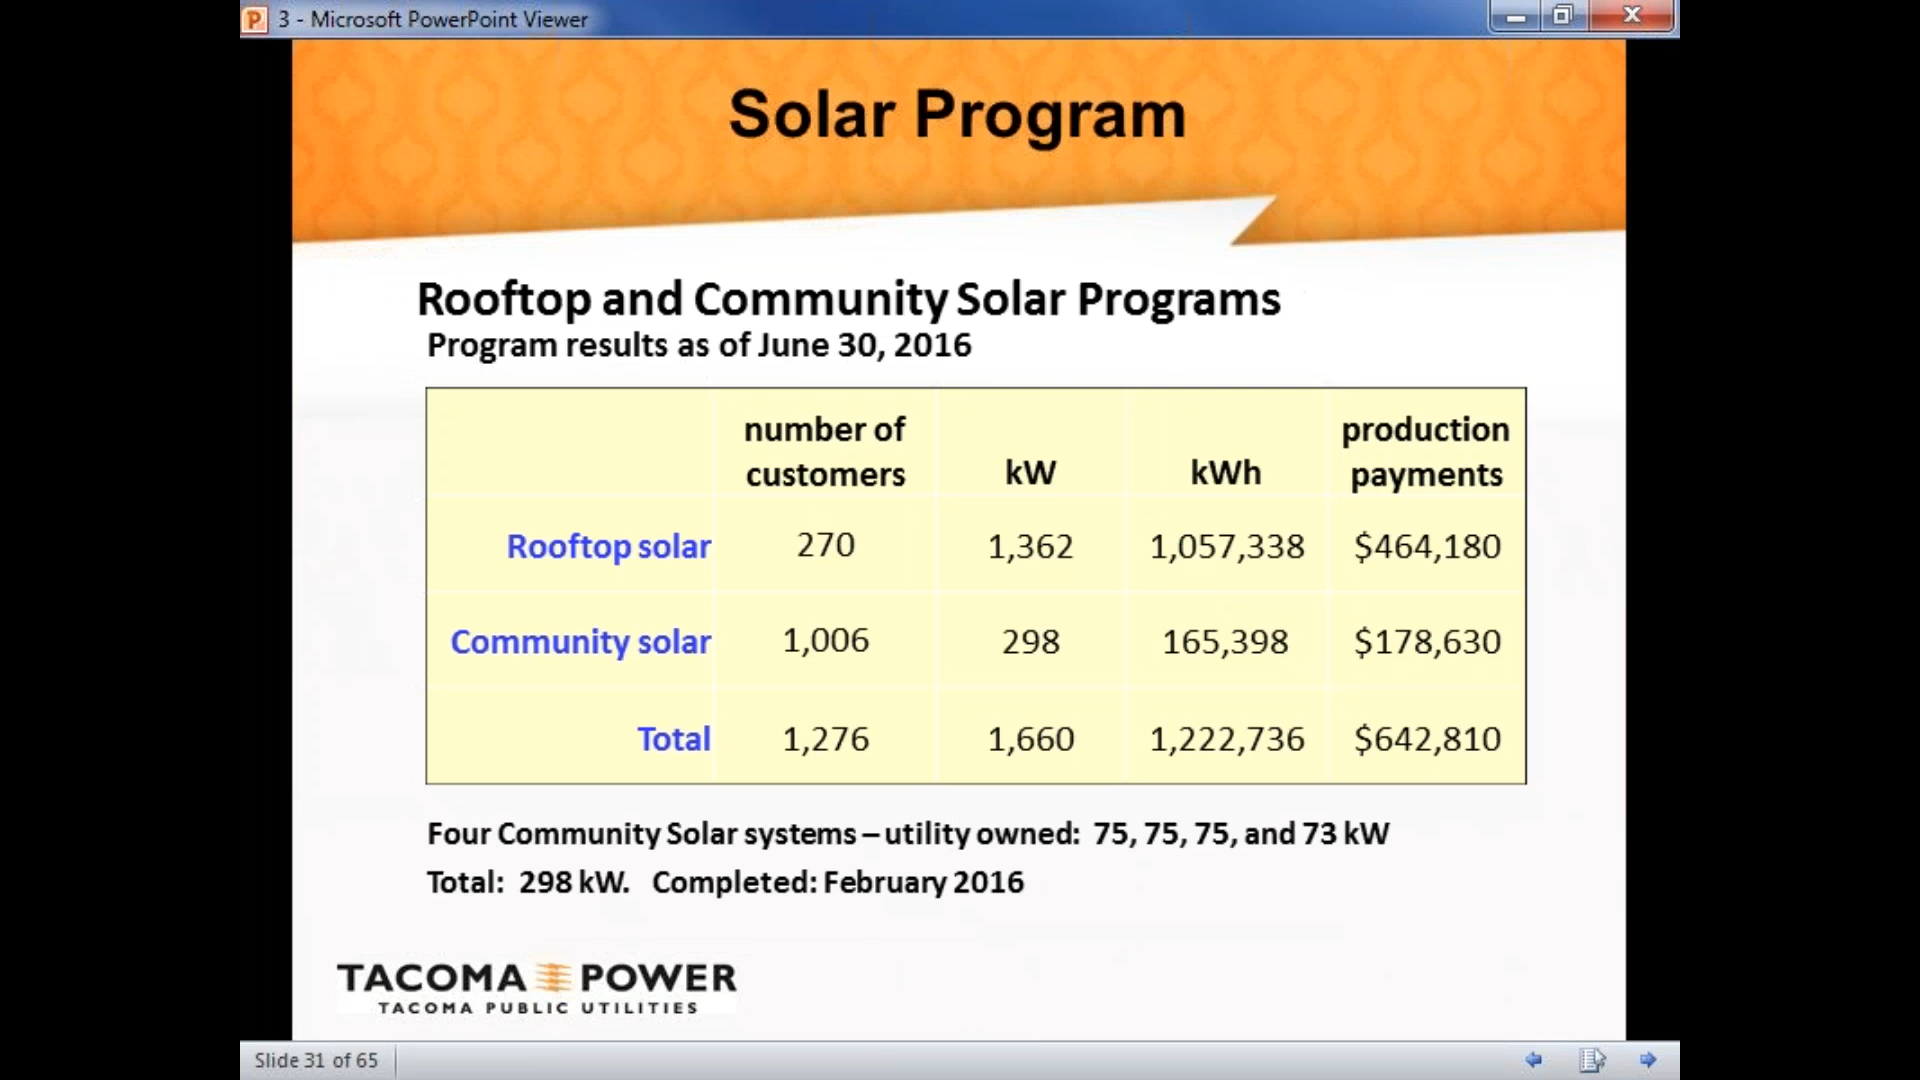 3 - Microsoft PowerPoint Viewer
Solar Program
Rooftop and Community Solar Programs
Program results as of June 30, 2016
number of customers kW kWh production payments
Rooftop solar 270 1,362 1,057,338 $464,180
Community solar 1,006 298 165,398 $178,630
Total 1,276 1,660 1,222,736 $642,810
Four Community Solar systems – utility owned: 75, 75, 75, and 73 kW
Total: 298 kW. Completed: February 2016
TACOMA POWER
TACOMA PUBLIC UTILITIES
Slide 31 of 65